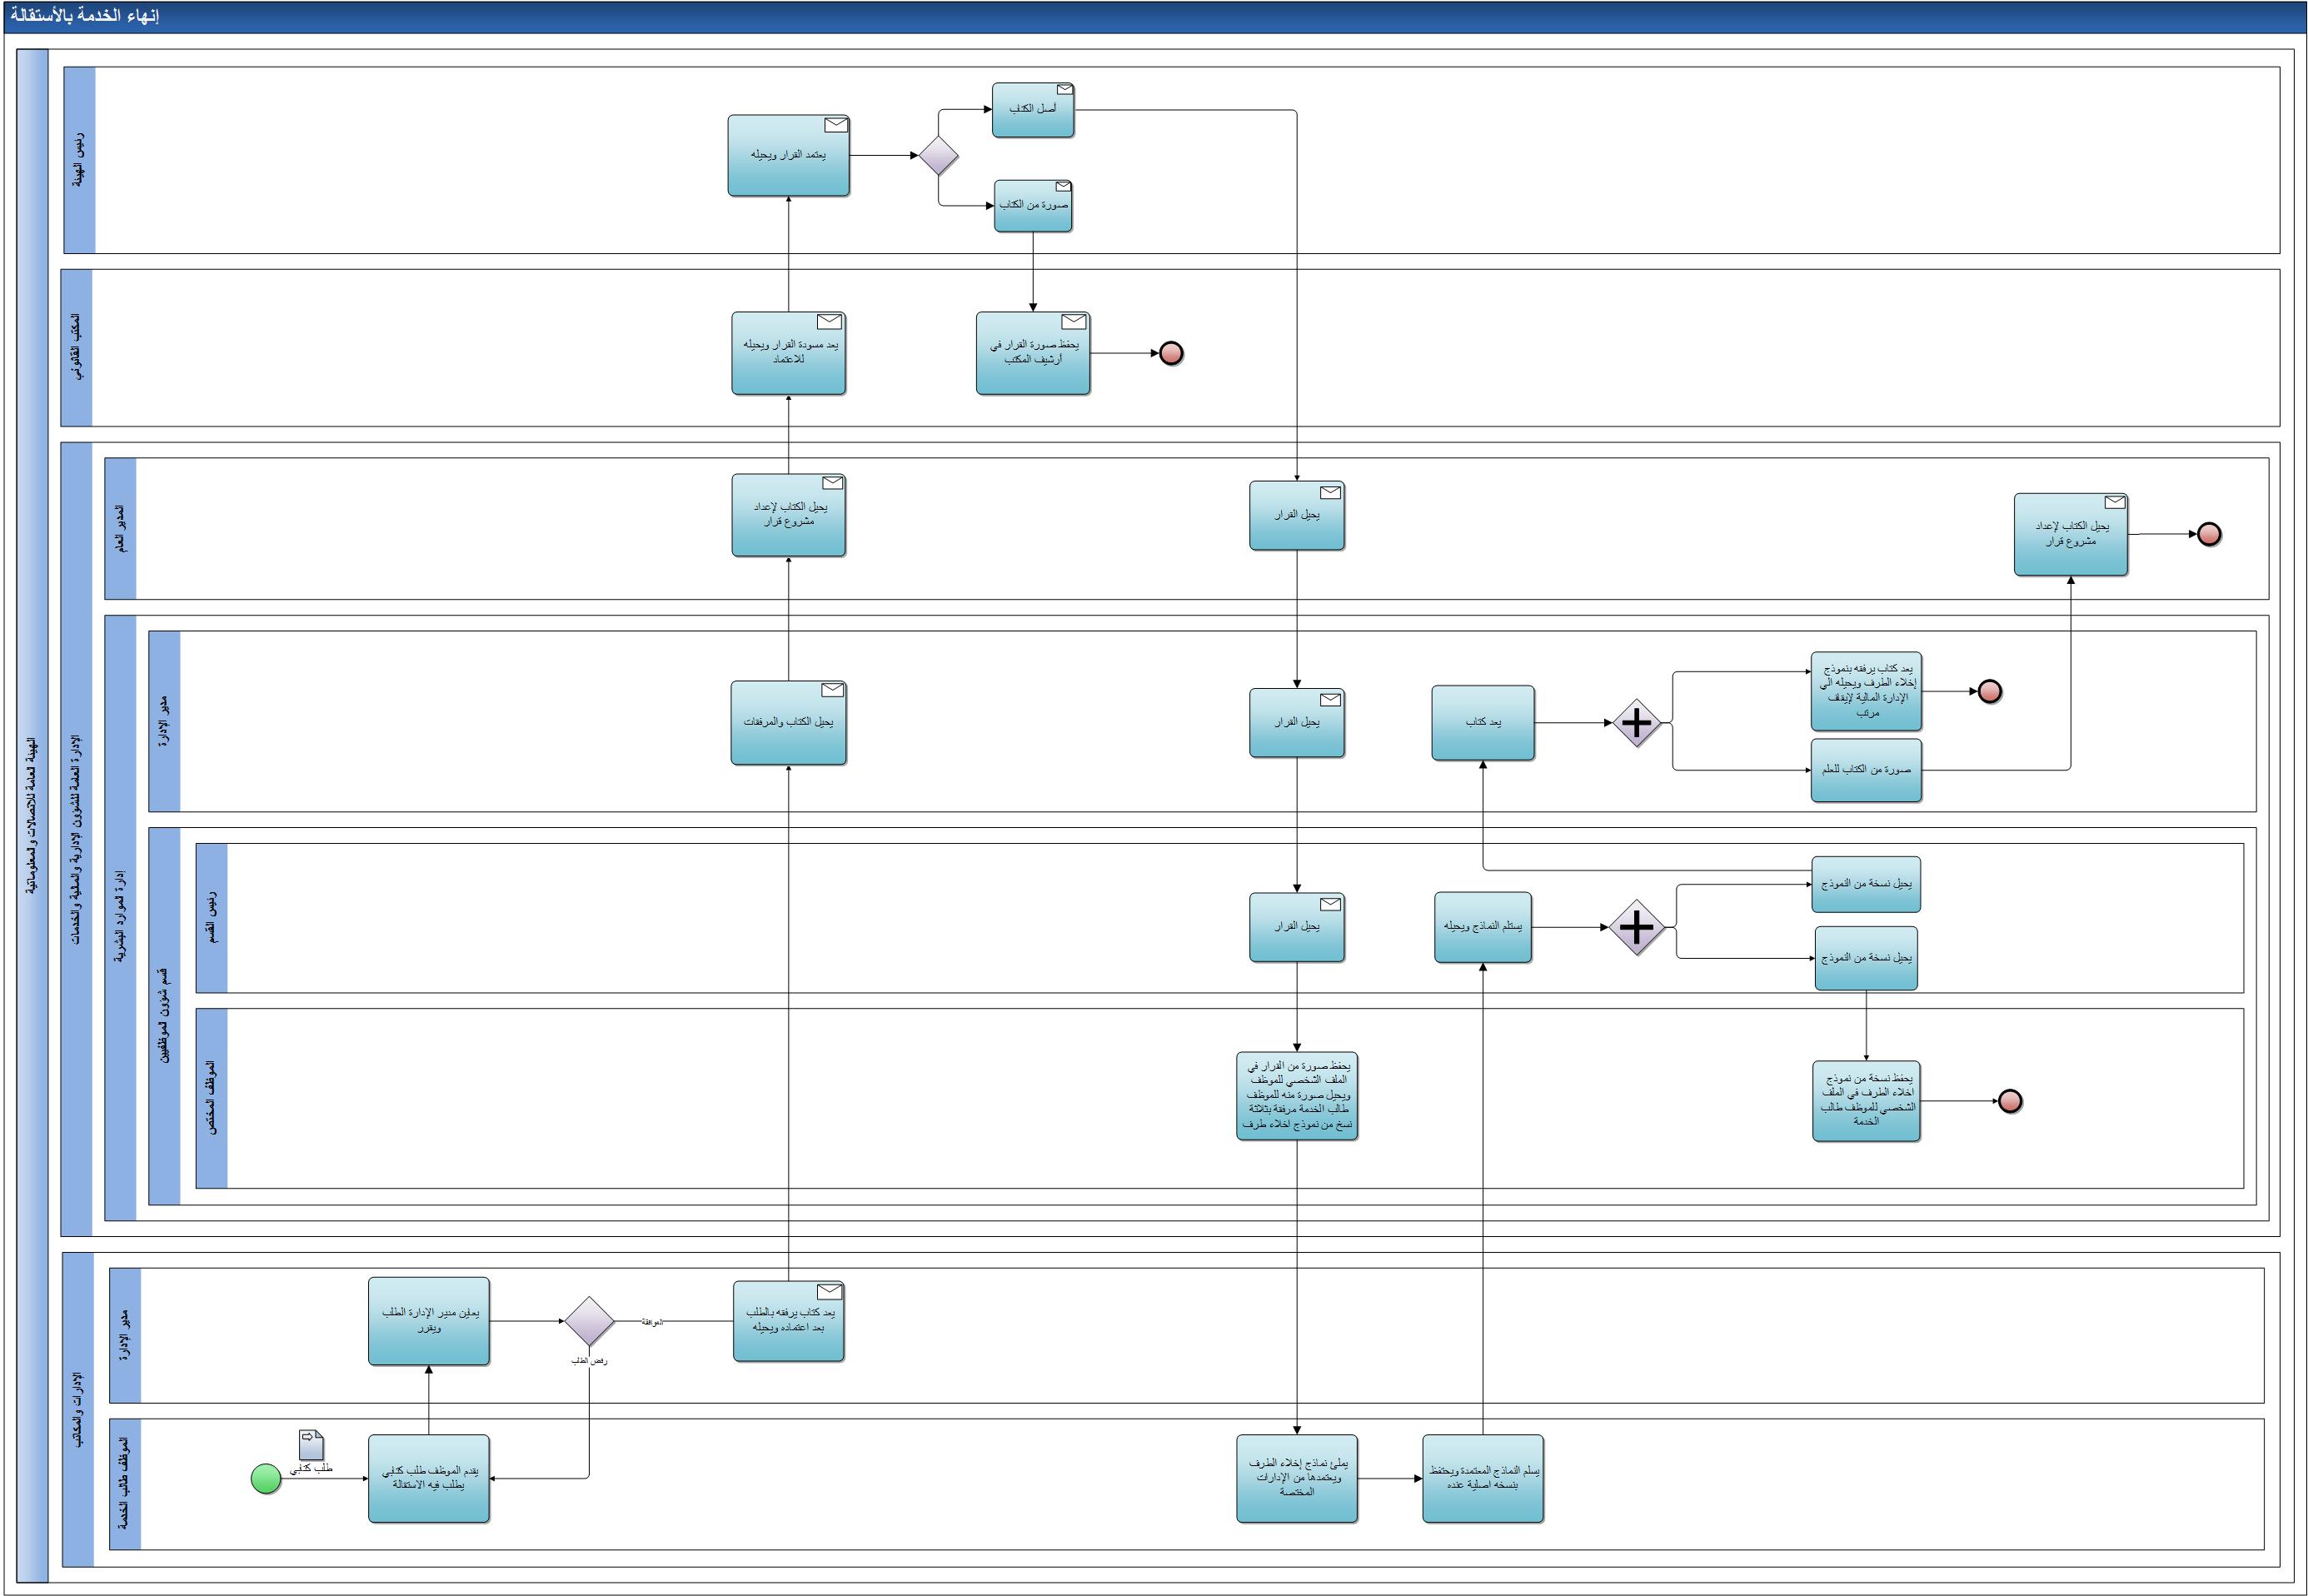 إنهاء الخدمة بالأستقالة
الهيئة العامة للاتصالات والمعلوماتية
رئيس الهيئة
يعتمد القرار ويحيله
أصل الكتاب
صورة من الكتاب
المكتب القانوني
يعد مسودة القرار ويحيله
للاعتماد
يحفظ صورة القرار في
أرشيف المكتب
الإدارة العامة للشؤون الإدارية والمالية والخدمات
المدير العام
يحيل الكتاب لإعداد
مشروع قرار
يحيل القرار
يحيل الكتاب لإعداد
مشروع قرار
إدارة الموارد البشرية
مدير الإدارة
يحيل الكتاب والمرفقات
يحيل القرار
يعد كتاب
يعد كتاب يرفقه بنموذج
إخلاء الطرف ويحيله الي
الإدارة المالية لإيقاف
مرتب
صورة من الكتاب للعلم
قسم شؤون الموظفيين
رئيس القسم
يحيل القرار
يستلم النماذج ويحيله
يحيل نسخة من النموذج
يحيل نسخة من النموذج
الموظف المختص
يحفظ صورة من القرار في
الملف الشخصي للموظف
ويحيل صورة منه للموظف
طالب الخدمة مرفقة بثلاثة
نسخ من نموذج اخلاء طرف
يحفظ نسخة من نموذج
اخلاء الطرف في الملف
الشخصي للموظف طالب
الخدمة
الإدارات والمكاتب
مدير الإدارة
يعاين مدير الإدارة الطلب
ويقرر
الموافقة
رفض الطلب
يعد كتاب يرفقه بالطلب
بعد اعتماده ويحيله
الموظف طالب الخدمة
طلب كتابي
يقدم الموظف طلب كتابي
يطلب فيه الاستقالة
يملئ نماذج إخلاء الطرف
ويعتمدها من الإدارات
المختصة
يسلم النماذج المعتمدة ويحتفظ
بنسخه اصلية عنده